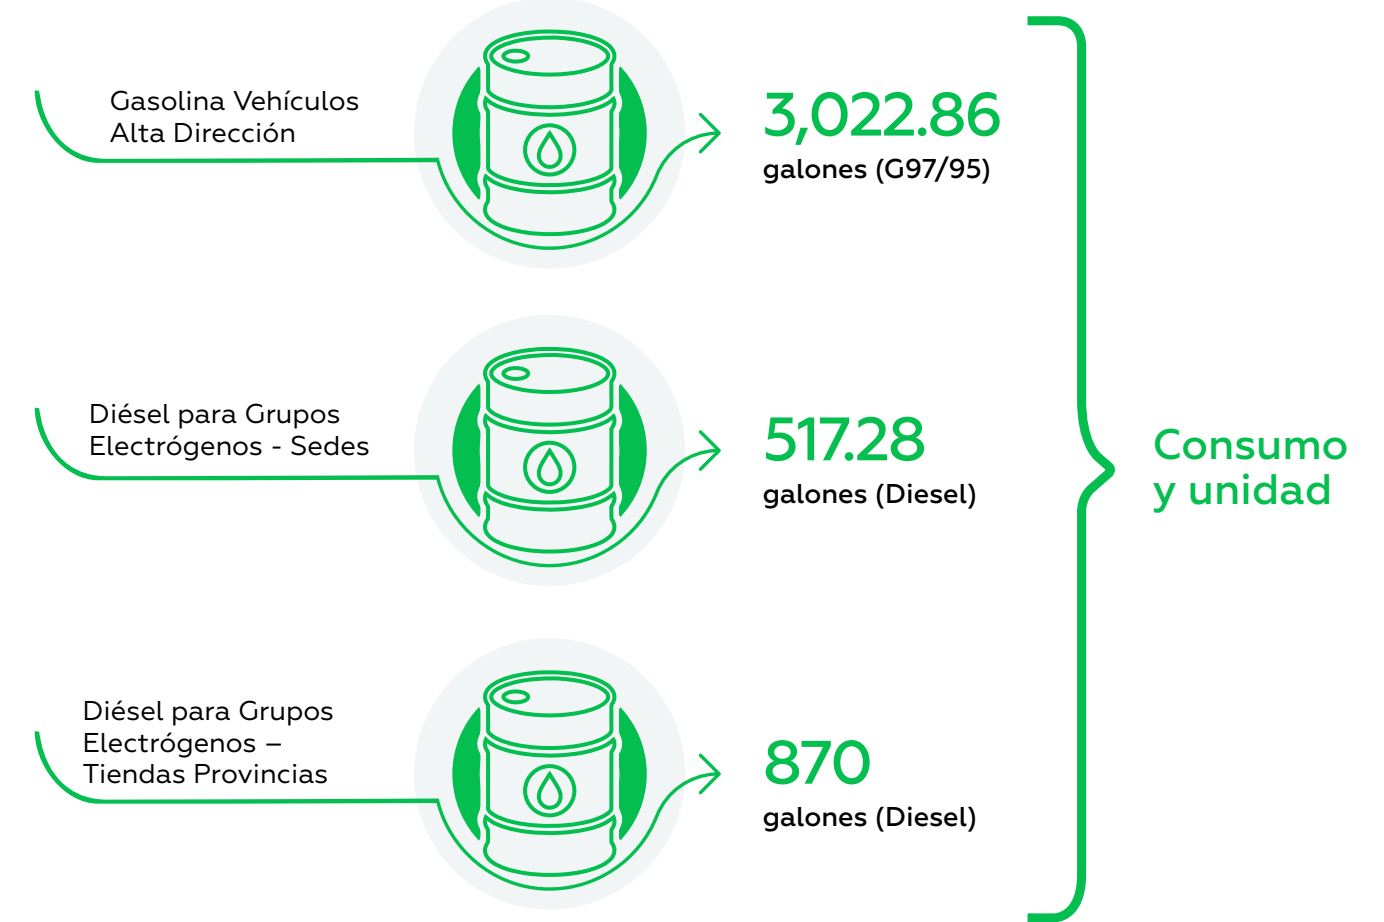 Gasolina Vehículos
Alta Dirección
3,022.86
galones (G97/95)
Diésel para Grupos
Electrógenos - Sedes
517.28
galones (Diesel)
Diésel para Grupos
Electrógenos –
Tiendas Provincias
870
galones (Diesel)
Consumo
y unidad